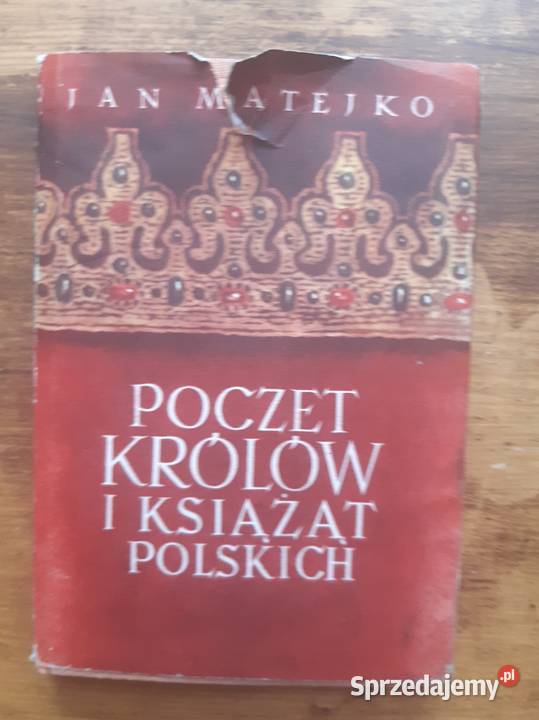 JAN MATEJKO
POCZET
KRÓLÓW
I KSIĄŻĄT
POLSKICH
Sprzedajemy.pl